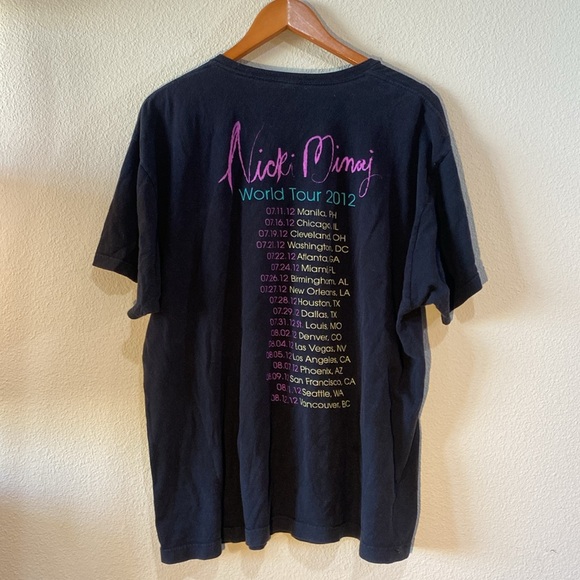 Nicki Minaj
World Tour 2012
07.11.12 Manila, PH
07.16.12 Chicago, IL
07.19.12 Cleveland, OH
07.21.12 Washington, DC
07.22.12 Atlanta, GA
07.24.12 Miami, FL
07.26.12 Birmingham, AL
07.27.12 New Orleans, LA
07.28.12 Houston, TX
07.29.12 Dallas, TX
07.31.12 St. Louis, MO
08.02.12 Denver, CO
08.04.12 Las Vegas, NV
08.05.12 Los Angeles, CA
08.07.12 Phoenix, AZ
08.09.12 San Francisco, CA
08.11.12 Seattle, WA
08.12.12 Vancouver, BC